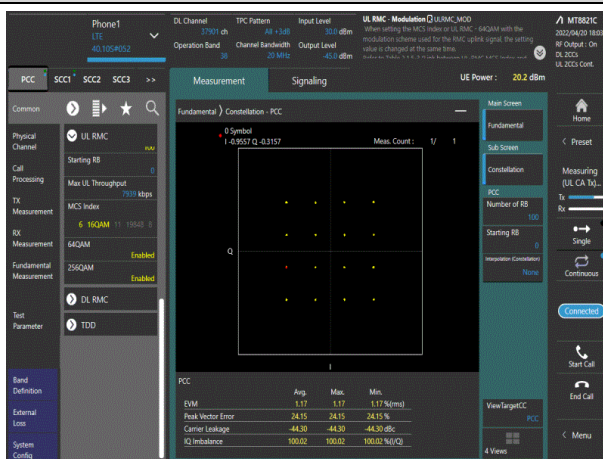 Phone1
LTE
40.105#052
DL Channel
37901 ch
TPC Pattern
All +3dB
Input Level
30.0 dBm
Operation Band
38
Channel Bandwidth
20 MHz
Output Level
-45.0 dBm
UL RMC - Modulation UL RMC_MOD
When setting the MCS index or UL RMC - 64QAM with the
modulation scheme used for the RMC uplink signal, the setting
value is changed at the same time.
MT8821C
2022/04/20 18:03
RF Output : On
DL 2CCs
UL 2CCs Cont.
PCC
SCC1
SCC2
SCC3
>>
Measurement
Signaling
UE Power : 20.2 dBm
Common
Physical
Channel
Call
Processing
TX
Measurement
RX
Measurement
Fundamental
Measurement
Test
Parameter
Band
Definition
External
Loss
System
Config
UL RMC
Starting RB
0
Max UL Throughput
7939 kbps
MCS Index
6 16QAM 11 19848 8
64QAM
Enabled
256QAM
Enabled
DL RMC
TDD
Fundamental ❭ Constellation - PCC
0 Symbol
I -0.9557 Q -0.3157
Meas. Count : 1/ 1
Q
I
PCC
Avg. Max. Min.
EVM 1.17 1.17 1.17 %(rms)
Peak Vector Error 24.15 24.15 24.15 %
Carrier Leakage -44.30 -44.30 -44.30 dBc
IQ Imbalance 100.02 100.02 100.02 %(I/Q)
Main Screen
Fundamental
Sub Screen
Constellation
PCC
Number of RB
100
Starting RB
0
Interpolation (Constellation)
None
ViewTargetCC
PCC
4 Views
Home
Preset
Measuring
(UL CA Tx)...
Tx
Rx
Single
Continuous
Connected
Start Call
End Call
Menu